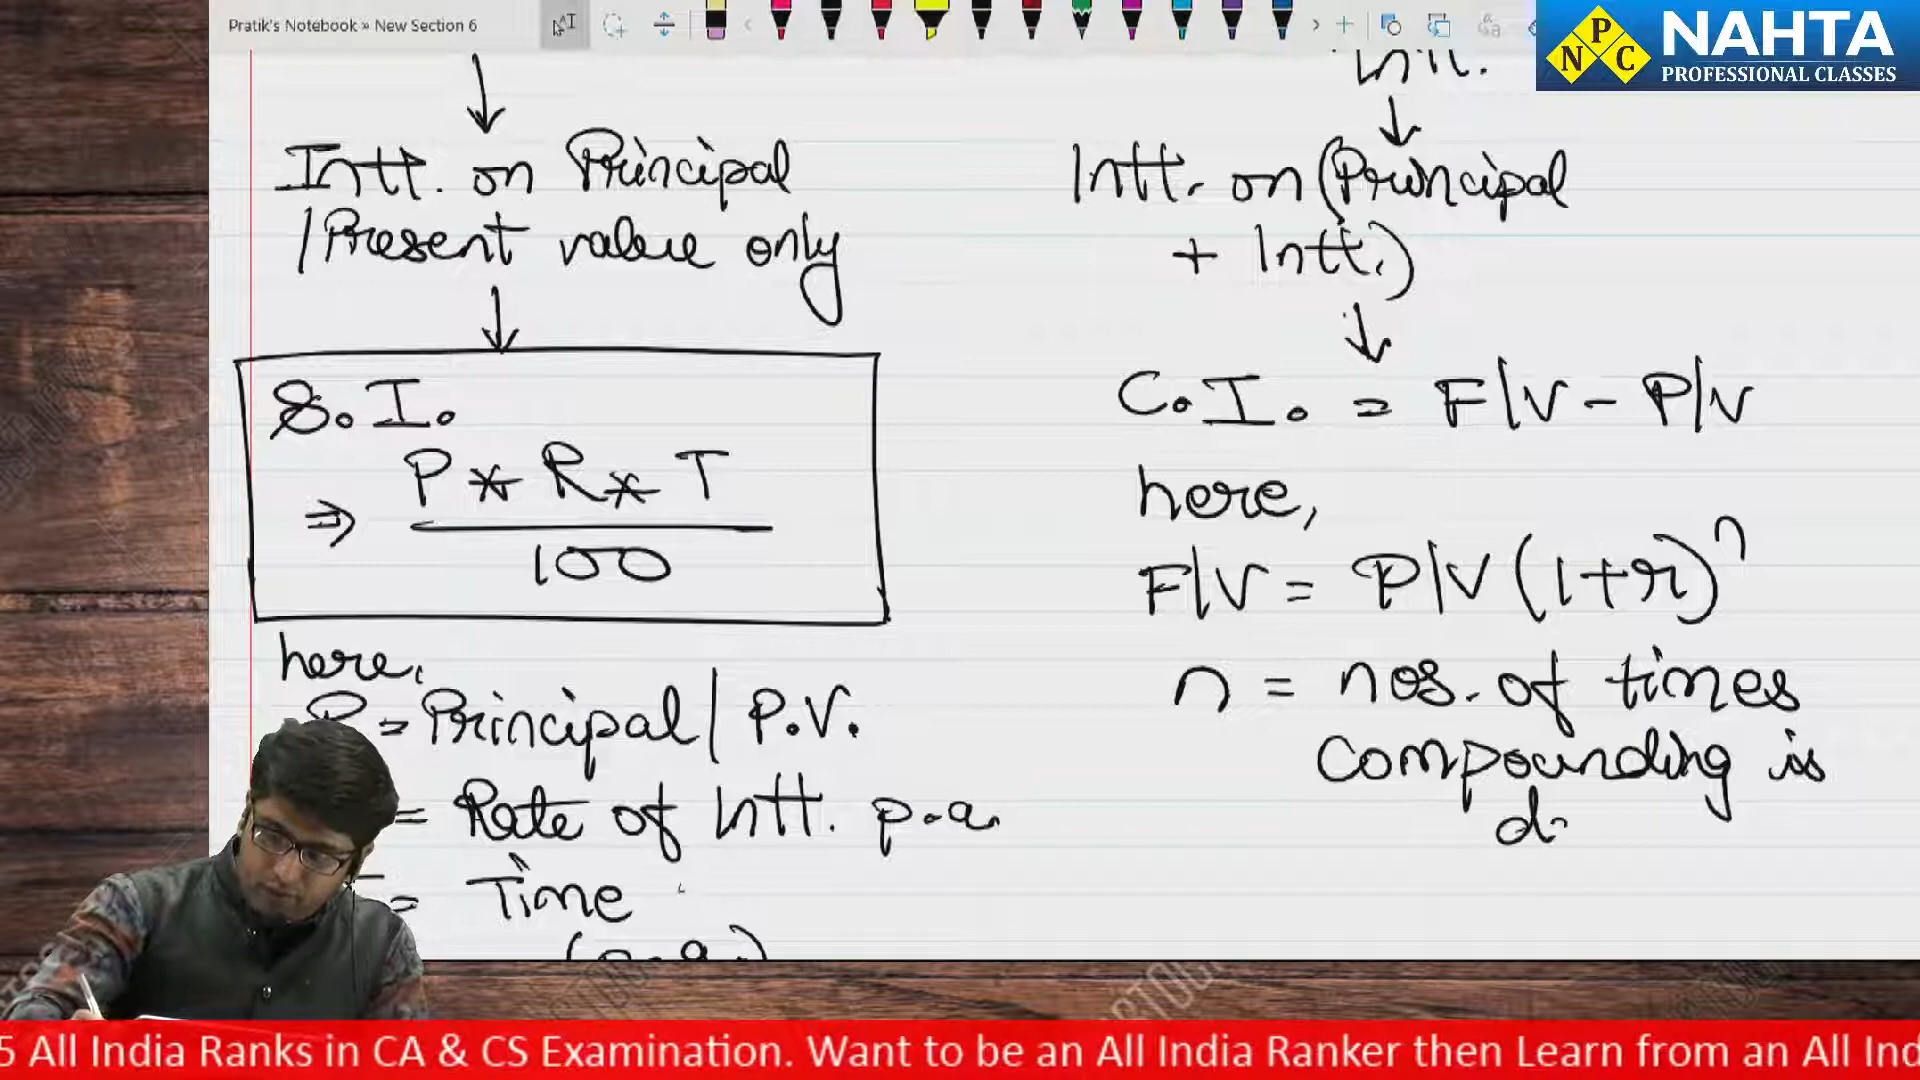 Pratik's Notebook » New Section 6
NPC
NAHTA
PROFESSIONAL CLASSES
Intt. on Principal
/Present value only
S.I.
⇒ P * R * T
100
here,
P = Principal / P.V.
= Rate of Intt. p.a.
= Time
(p.a.)
Intt.
Intt. on (Principal
+ Intt.)
C.I. = F/V - P/V
here,
F/V = P/V (1+r)^n
n = nos. of times
compounding is
5 All India Ranks in CA & CS Examination. Want to be an All India Ranker then Learn from an All Ind